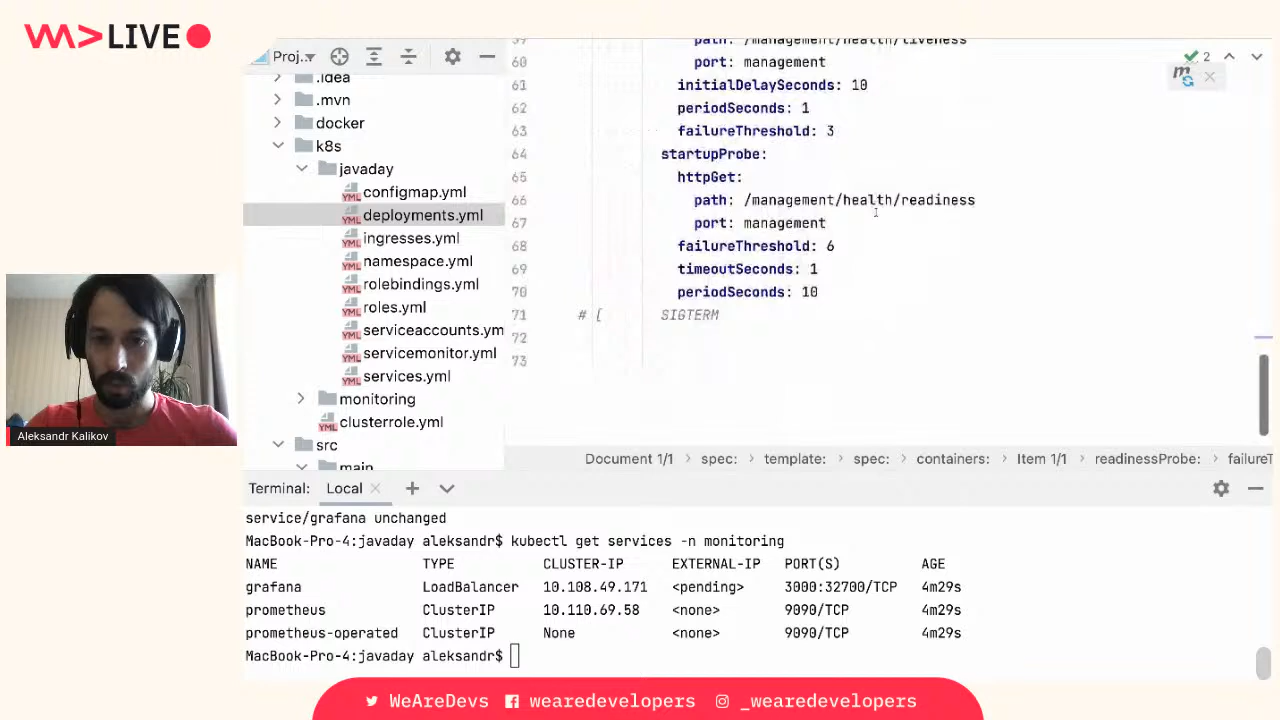 WA>LIVE
Proj..
2
m
.idea
.mvn
docker
k8s
javaday
configmap.yml
deployments.yml
ingresses.yml
namespace.yml
rolebindings.yml
roles.yml
serviceaccounts.ym
servicemonitor.yml
services.yml
monitoring
clusterrole.yml
src
main
59 path: /management/health/liveness
60 port: management
61 initialDelaySeconds: 10
62 periodSeconds: 1
63 failureThreshold: 3
64 startupProbe:
65 httpGet:
66 path: /management/health/readiness
67 port: management
68 failureThreshold: 6
69 timeoutSeconds: 1
70 periodSeconds: 10
71 # [ SIGTERM
72
73
Document 1/1 > spec: > template: > spec: > containers: > Item 1/1 > readinessProbe: > failureT
Aleksandr Kalikov
Terminal: Local
service/grafana unchanged
MacBook-Pro-4:javaday aleksandr$ kubectl get services -n monitoring
NAME TYPE CLUSTER-IP EXTERNAL-IP PORT(S) AGE
grafana LoadBalancer 10.108.49.171 <pending> 3000:32700/TCP 4m29s
prometheus ClusterIP 10.110.69.58 <none> 9090/TCP 4m29s
prometheus-operated ClusterIP None <none> 9090/TCP 4m29s
MacBook-Pro-4:javaday aleksandr$
WeAreDevs wearedevelopers _wearedevelopers